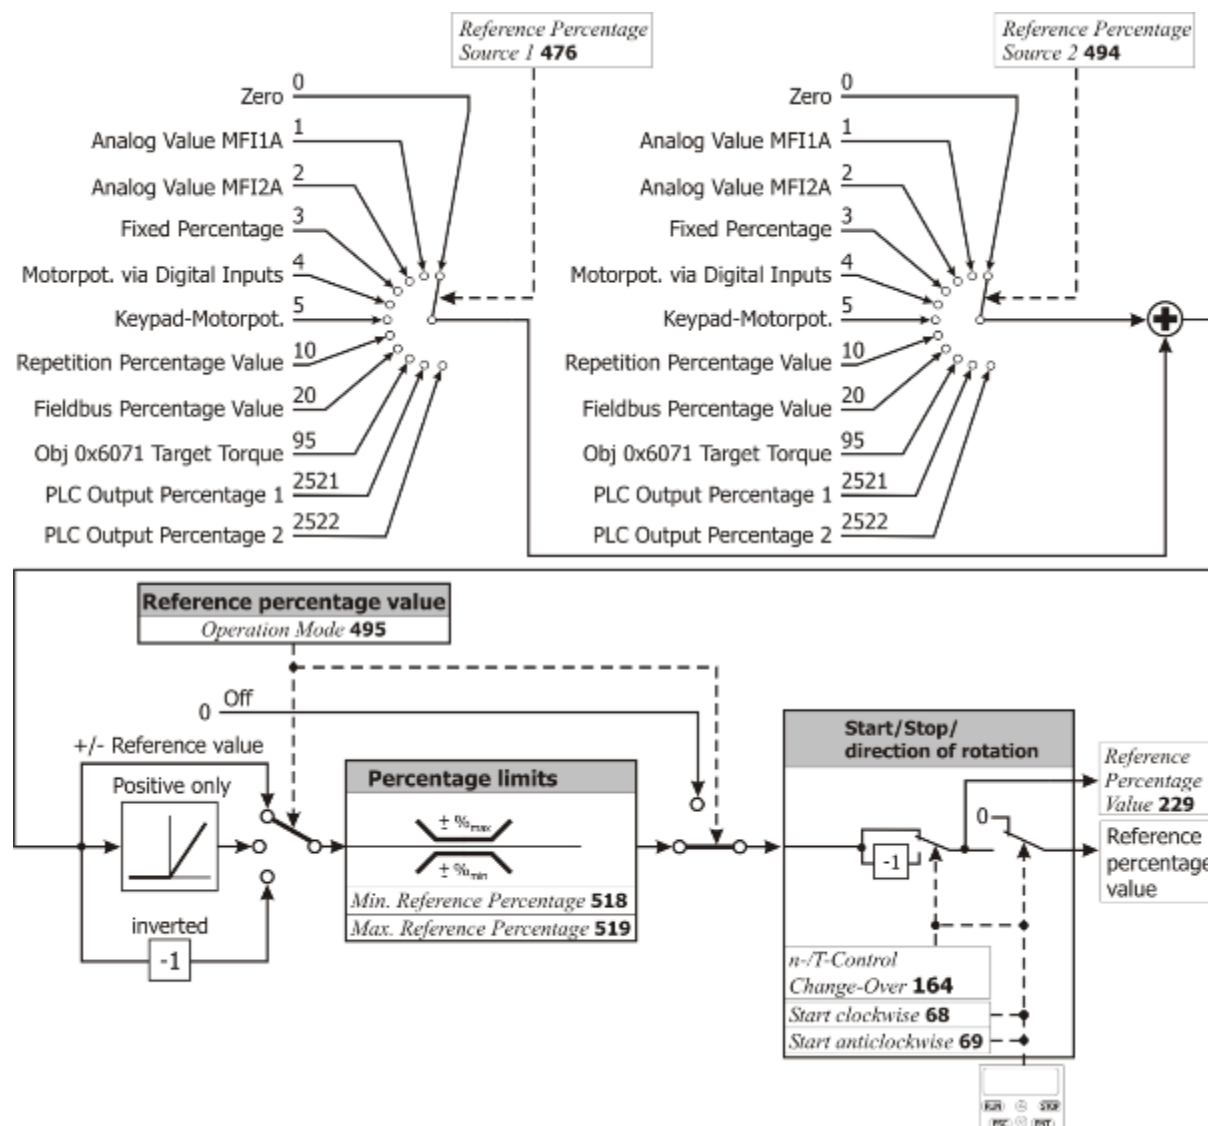 Reference Percentage
Source 1 476
Reference Percentage
Source 2 494
Zero 0
Analog Value MFI1A 1
Analog Value MFI2A 2
Fixed Percentage 3
Motorpot. via Digital Inputs 4
Keypad-Motorpot. 5
Repetition Percentage Value 10
Fieldbus Percentage Value 20
Obj 0x6071 Target Torque 95
PLC Output Percentage 1 2521
PLC Output Percentage 2 2522
Zero 0
Analog Value MFI1A 1
Analog Value MFI2A 2
Fixed Percentage 3
Motorpot. via Digital Inputs 4
Keypad-Motorpot. 5
Repetition Percentage Value 10
Fieldbus Percentage Value 20
Obj 0x6071 Target Torque 95
PLC Output Percentage 1 2521
PLC Output Percentage 2 2522
+
Reference percentage value
Operation Mode 495
0 Off
+/- Reference value
Positive only
inverted
-1
Percentage limits
± %max
± %min
Min. Reference Percentage 518
Max. Reference Percentage 519
Start/Stop/
direction of rotation
0
-1
n-/T-Control
Change-Over 164
Start clockwise 68
Start anticlockwise 69
Reference
Percentage
Value 229
Reference
percentage
value
RUN STOP
ESC ENT